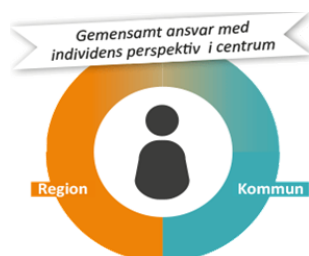 Gemensamt ansvar med
individens perspektiv i centrum
Region
Kommun